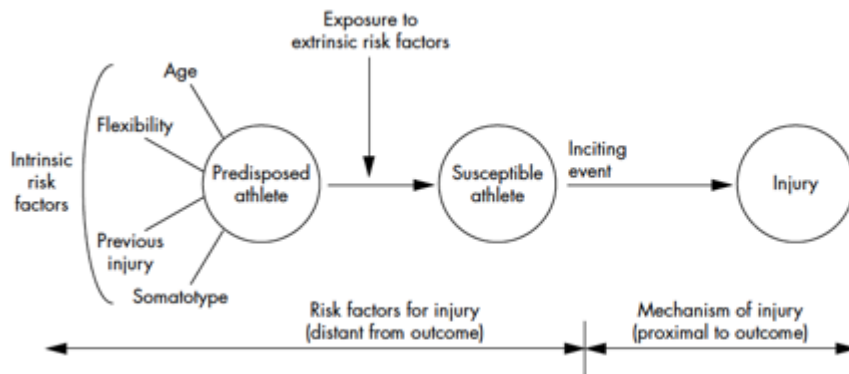 Exposure to
extrinsic risk factors
Age
Flexibility
Intrinsic
risk
factors
Predisposed
athlete
Susceptible
athlete
Inciting
event
Injury
Previous
injury
Somatotype
Risk factors for injury
(distant from outcome)
Mechanism of injury
(proximal to outcome)